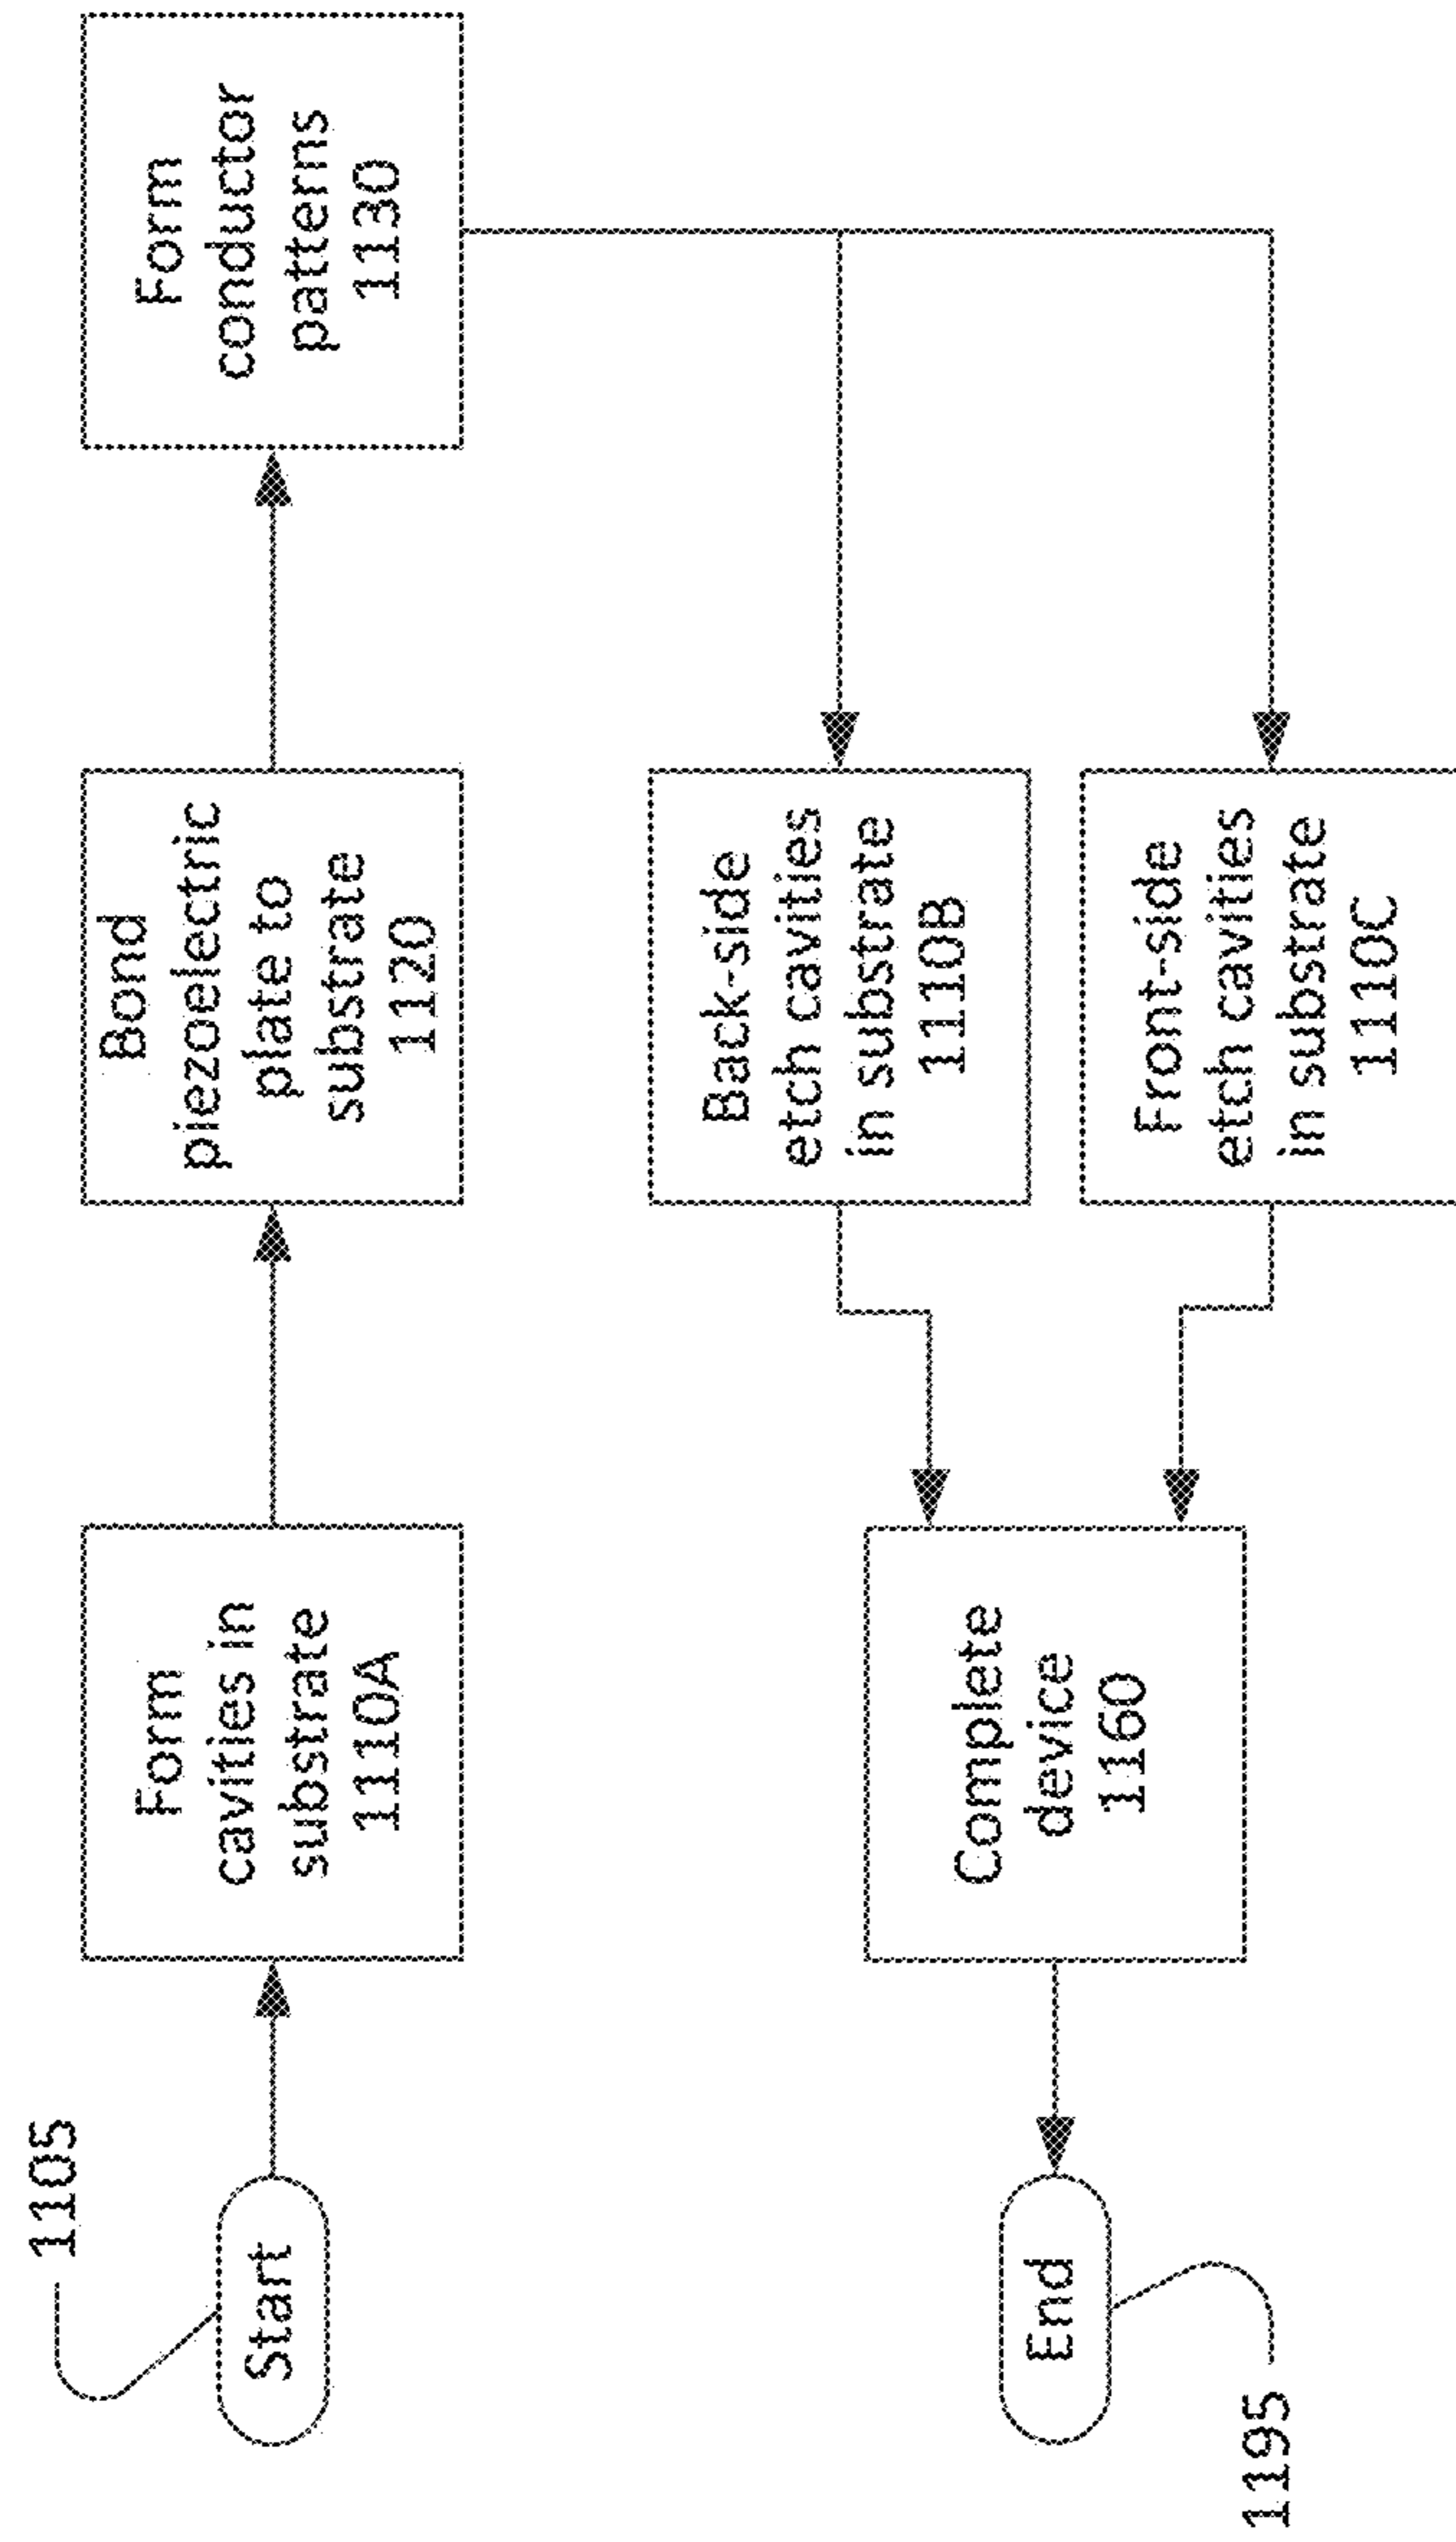 1105
Start
Form
cavities in
substrate
1110A
Bond
piezoelectric
plate to
substrate
1120
Form
conductor
patterns
1130
Back-side
etch cavities
in substrate
1110B
Front-side
etch cavities
in substrate
1110C
Complete
device
1160
End
1195